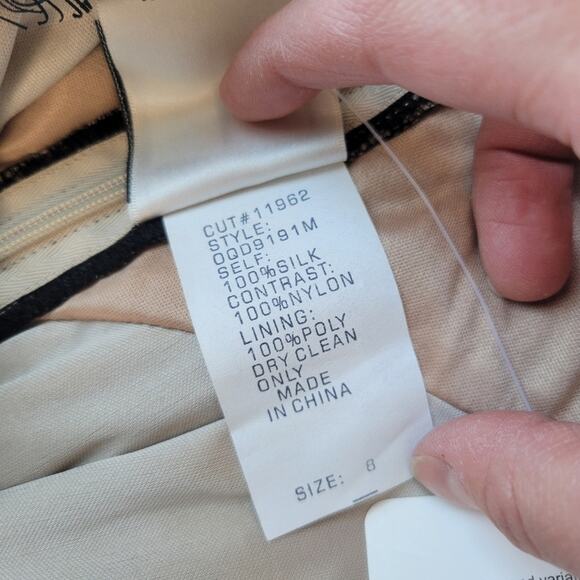 CUT#11962
STYLE:
OQD9191M
SELF:
100%SILK
CONTRAST:
100%NYLON
LINING:
100%POLY
DRY CLEAN
ONLY
MADE
IN CHINA
SIZE: 8